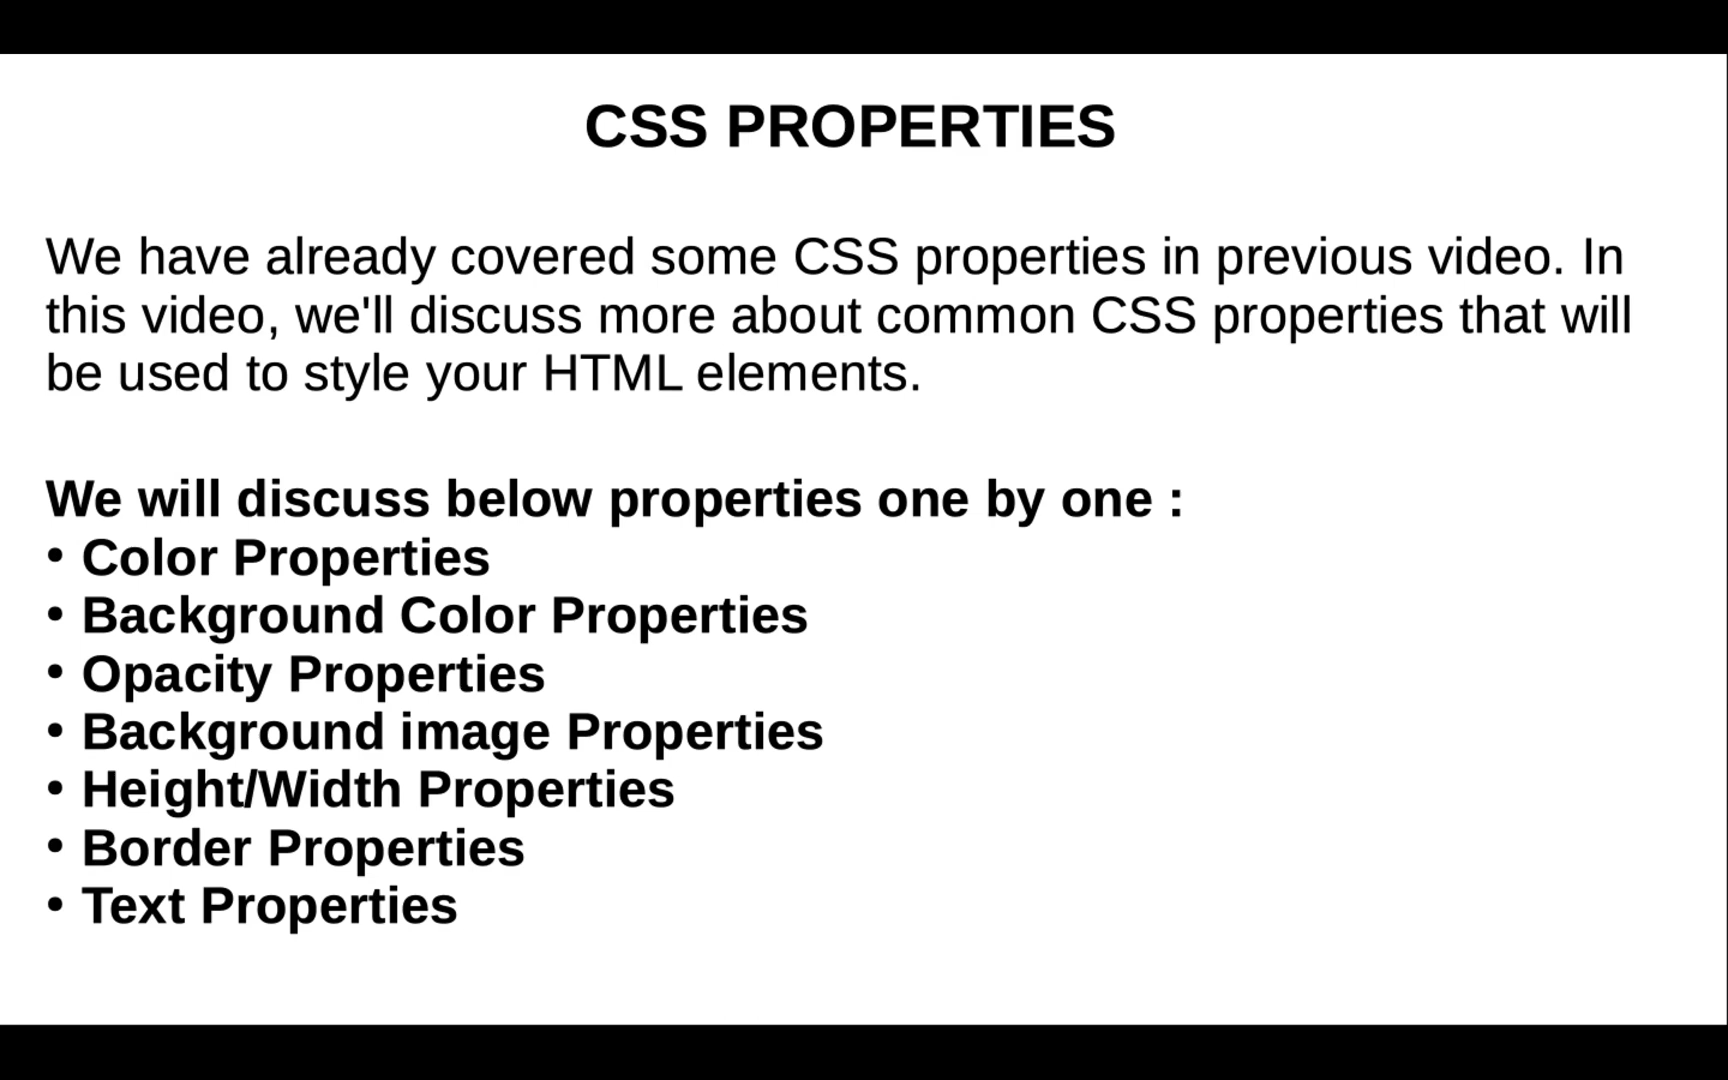 CSS PROPERTIES
We have already covered some CSS properties in previous video. In
this video, we'll discuss more about common CSS properties that will
be used to style your HTML elements.
We will discuss below properties one by one :
• Color Properties
• Background Color Properties
• Opacity Properties
• Background image Properties
• Height/Width Properties
• Border Properties
• Text Properties